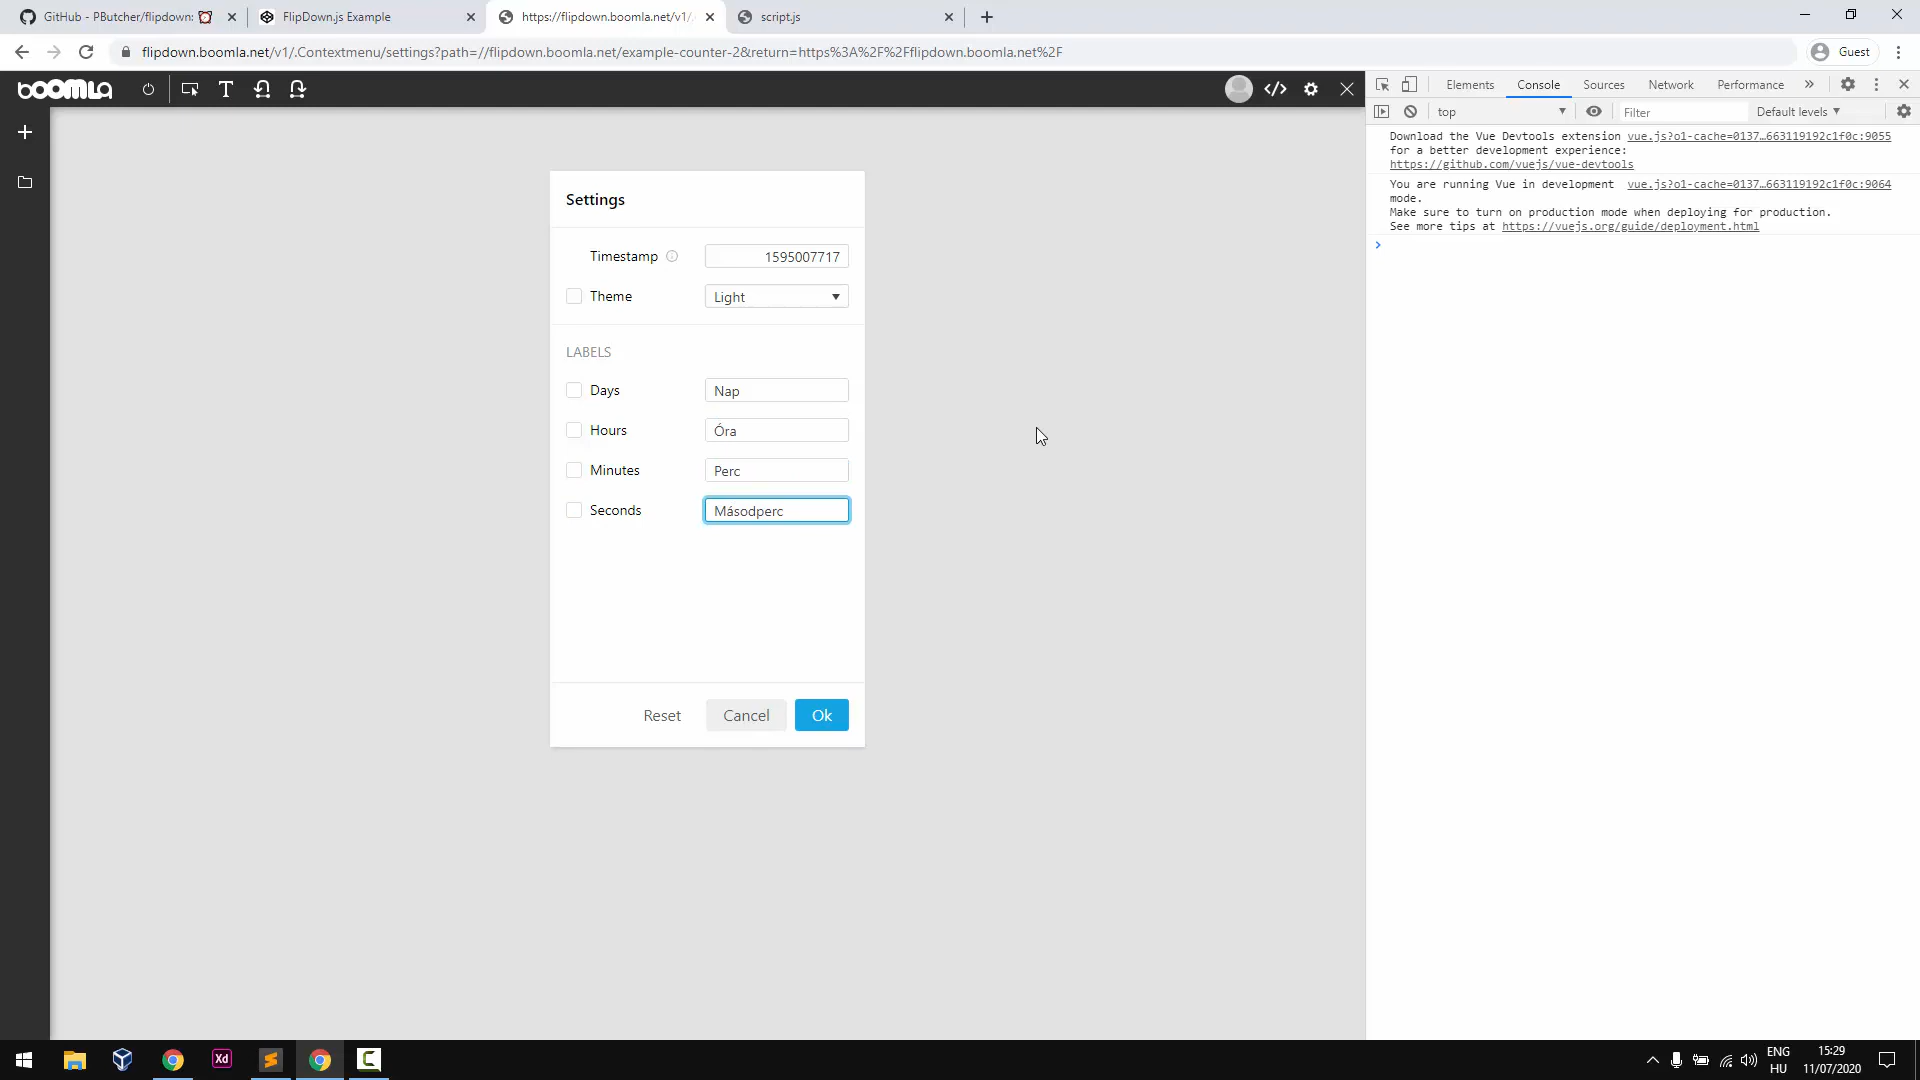 GitHub - PButcher/flipdown:
FlipDown.js Example
https://flipdown.boomla.net/v1/.
script.js
flipdown.boomla.net/v1/.Contextmenu/settings?path=//flipdown.boomla.net/example-counter-2&return=https%3A%2F%2Fflipdown.boomla.net%2F
Guest
boomla
Elements
Console
Sources
Network
Performance
top
Filter
Default levels
Download the Vue Devtools extension vue.js?o1-cache=0137…663119192c1f0c:9055
for a better development experience:
https://github.com/vuejs/vue-devtools
You are running Vue in development vue.js?o1-cache=0137…663119192c1f0c:9064
mode.
Make sure to turn on production mode when deploying for production.
See more tips at https://vuejs.org/guide/deployment.html
Settings
Timestamp
1595007717
Theme
Light
LABELS
Days
Nap
Hours
Óra
Minutes
Perc
Seconds
Másodperc
Reset
Cancel
Ok
Xd
ENG
HU
15:29
11/07/2020